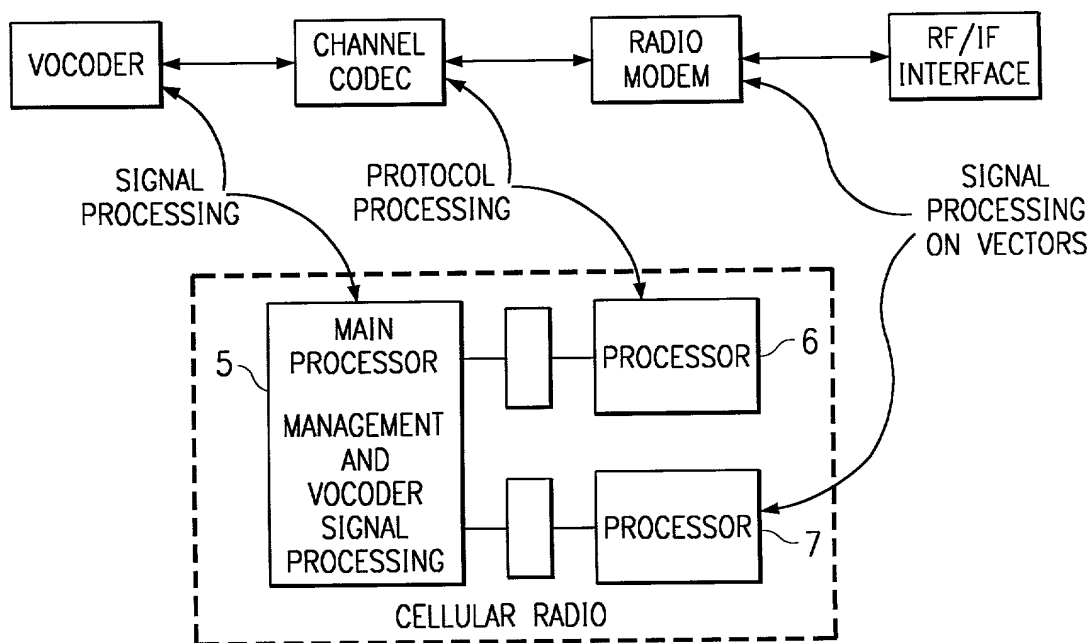 VOCODER
CHANNEL
CODEC
RADIO
MODEM
RF/IF
INTERFACE
SIGNAL
PROCESSING
PROTOCOL
PROCESSING
SIGNAL
PROCESSING
ON VECTORS
5
MAIN
PROCESSOR
MANAGEMENT
AND
VOCODER
SIGNAL
PROCESSING
PROCESSOR
6
PROCESSOR
7
CELLULAR RADIO